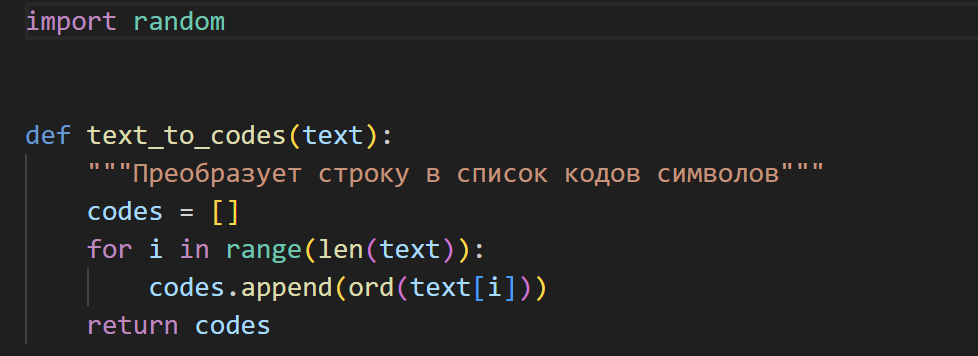 import random
def text_to_codes(text):
    """Преобразует строку в список кодов символов"""
    codes = []
    for i in range(len(text)):
        codes.append(ord(text[i]))
    return codes